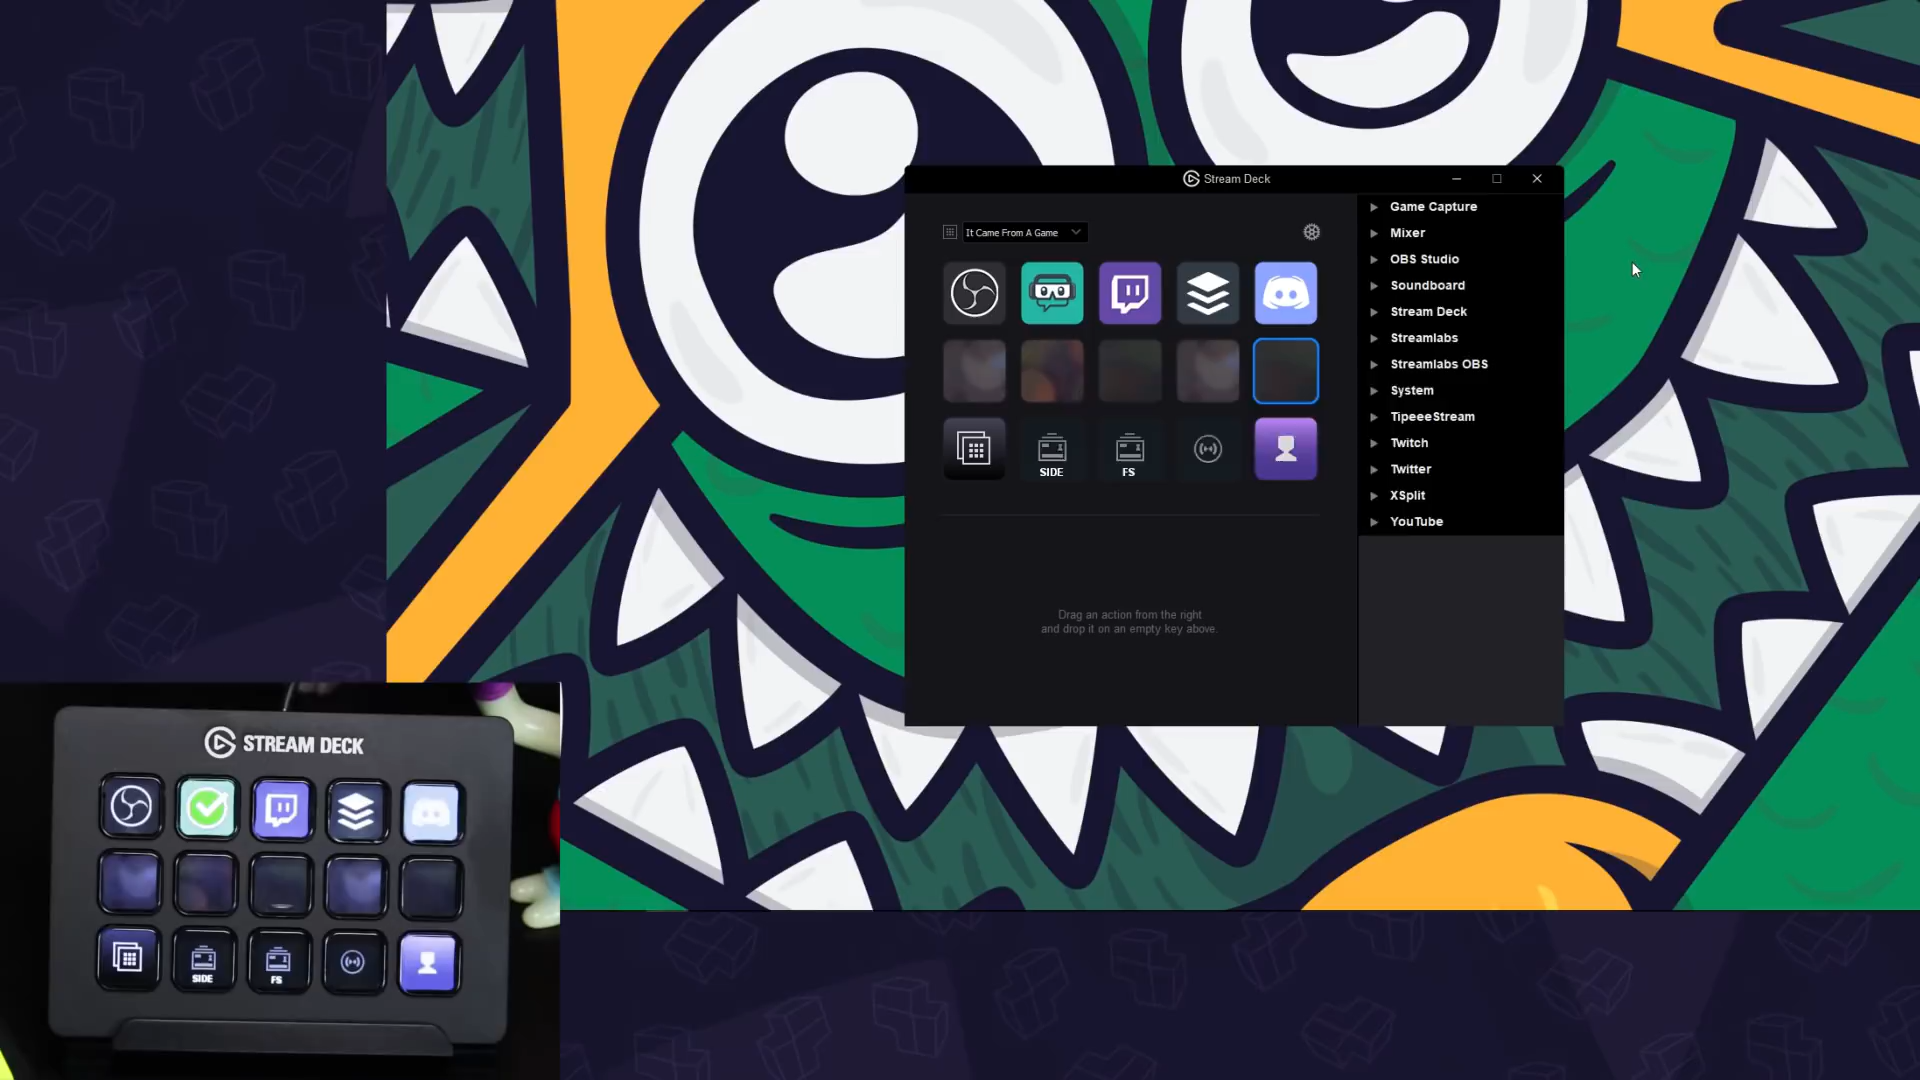 Stream Deck
It Came From A Game
SIDE
FS
Drag an action from the right
and drop it on an empty key above.
Game Capture
Mixer
OBS Studio
Soundboard
Stream Deck
Streamlabs
Streamlabs OBS
System
TipeeeStream
Twitch
Twitter
XSplit
YouTube
STREAM DECK
SIDE
FS